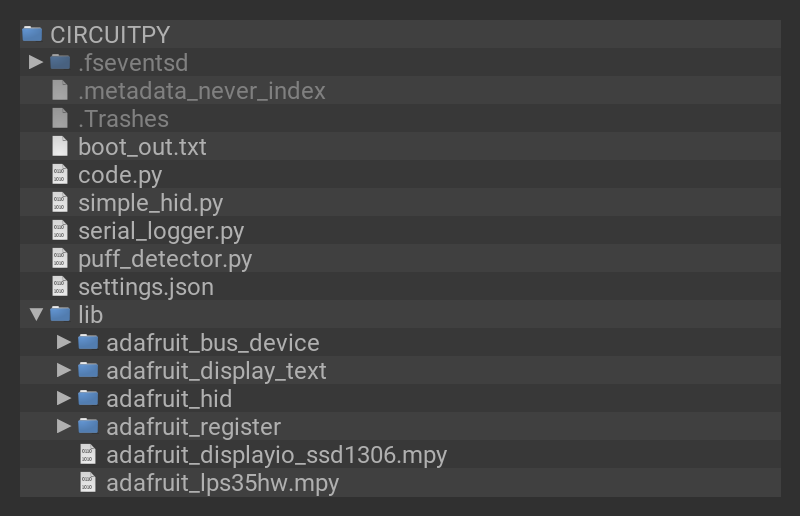 CIRCUITPY
.fseventsd
.metadata_never_index
.Trashes
boot_out.txt
code.py
simple_hid.py
serial_logger.py
puff_detector.py
settings.json
lib
adafruit_bus_device
adafruit_display_text
adafruit_hid
adafruit_register
adafruit_displayio_ssd1306.mpy
adafruit_lps35hw.mpy